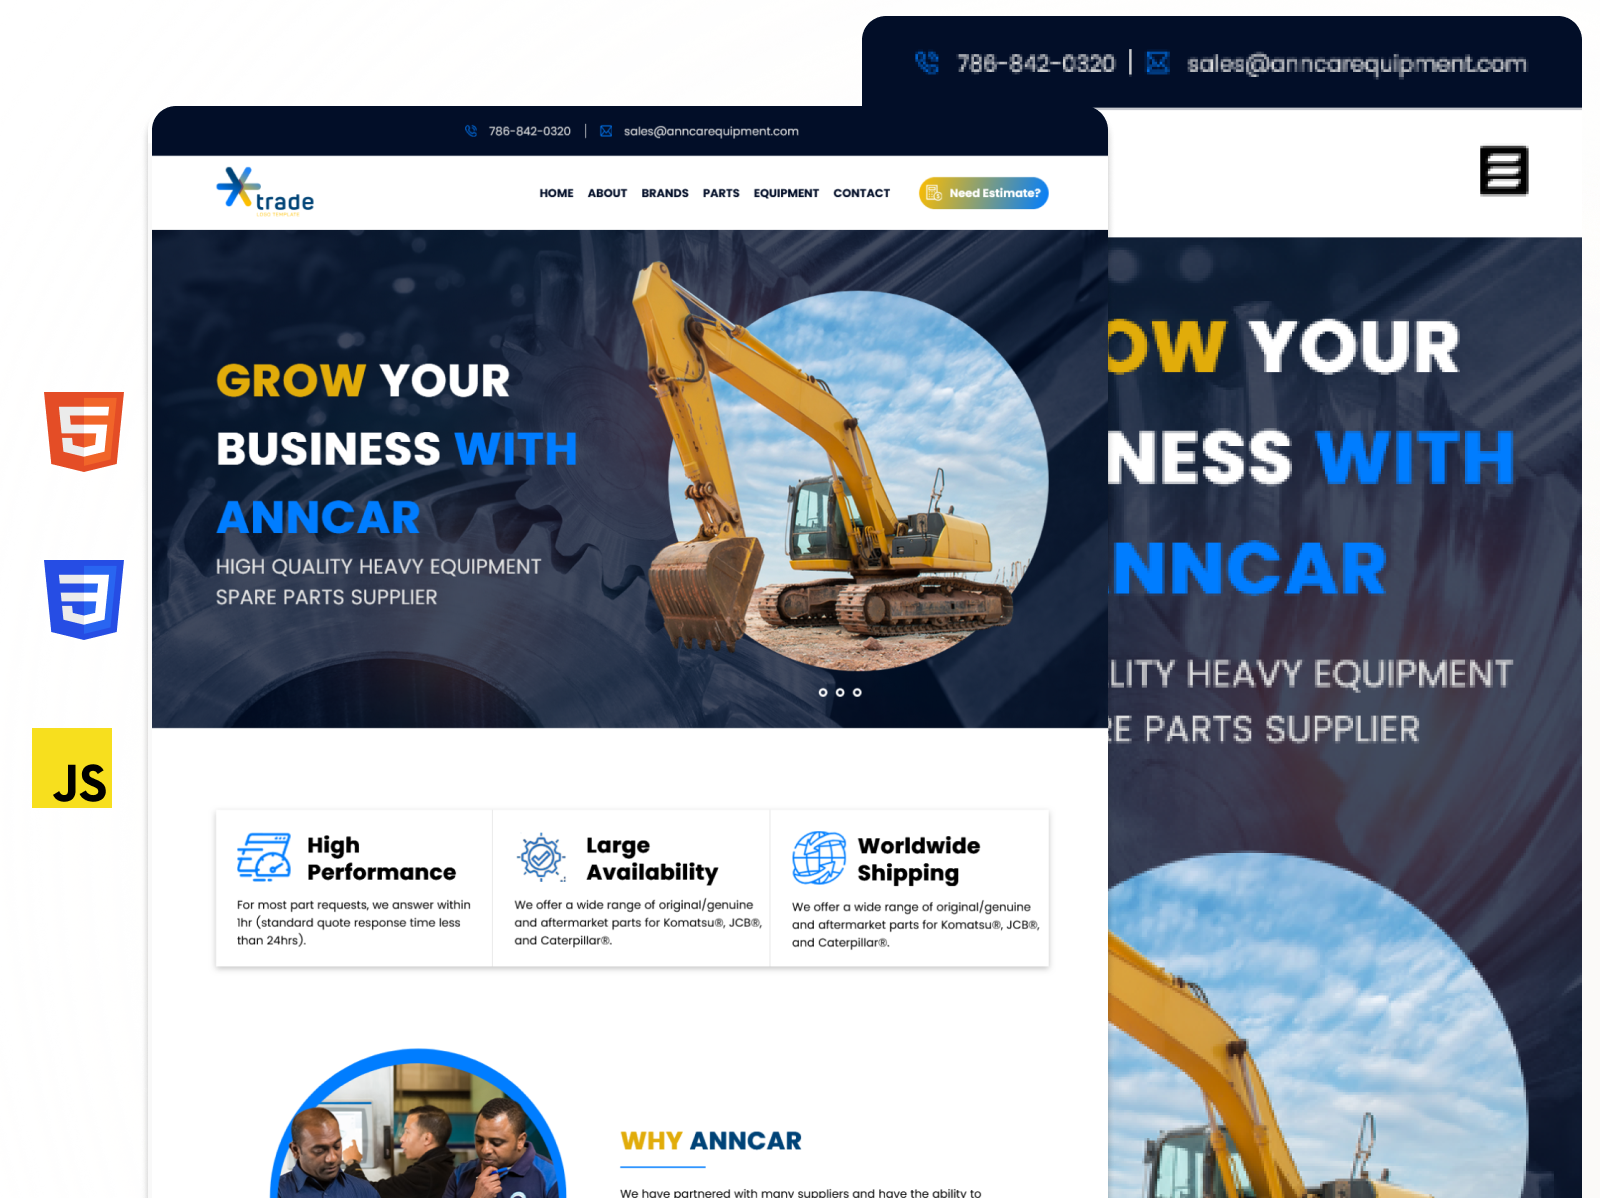 786-842-0320 | sales@anncarequipment.com
786-842-0320 | sales@anncarequipment.com
trade
LOGO TEMPLATE
HOME ABOUT BRANDS PARTS EQUIPMENT CONTACT Need Estimate?
GROW YOUR
BUSINESS WITH
ANNCAR
HIGH QUALITY HEAVY EQUIPMENT
SPARE PARTS SUPPLIER
OW YOUR
NESS WITH
NNCAR
LITY HEAVY EQUIPMENT
RE PARTS SUPPLIER
5
3
JS
High
Performance
For most part requests, we answer within
1hr (standard quote response time less
than 24hrs).
Large
Availability
We offer a wide range of original/genuine
and aftermarket parts for Komatsu®, JCB®,
and Caterpillar®.
Worldwide
Shipping
We offer a wide range of original/genuine
and aftermarket parts for Komatsu®, JCB®,
and Caterpillar®.
WHY ANNCAR
We have partnered with many suppliers and have the ability to